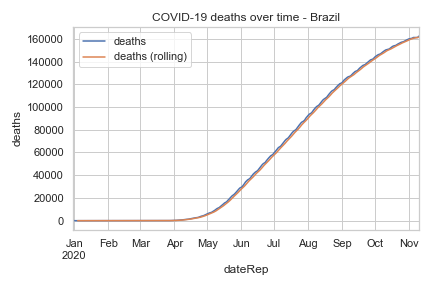 COVID-19 deaths over time - Brazil
deaths
deaths (rolling)
160000
140000
120000
100000
80000
60000
40000
20000
0
deaths
Jan Feb Mar Apr May Jun Jul Aug Sep Oct Nov
2020
dateRep